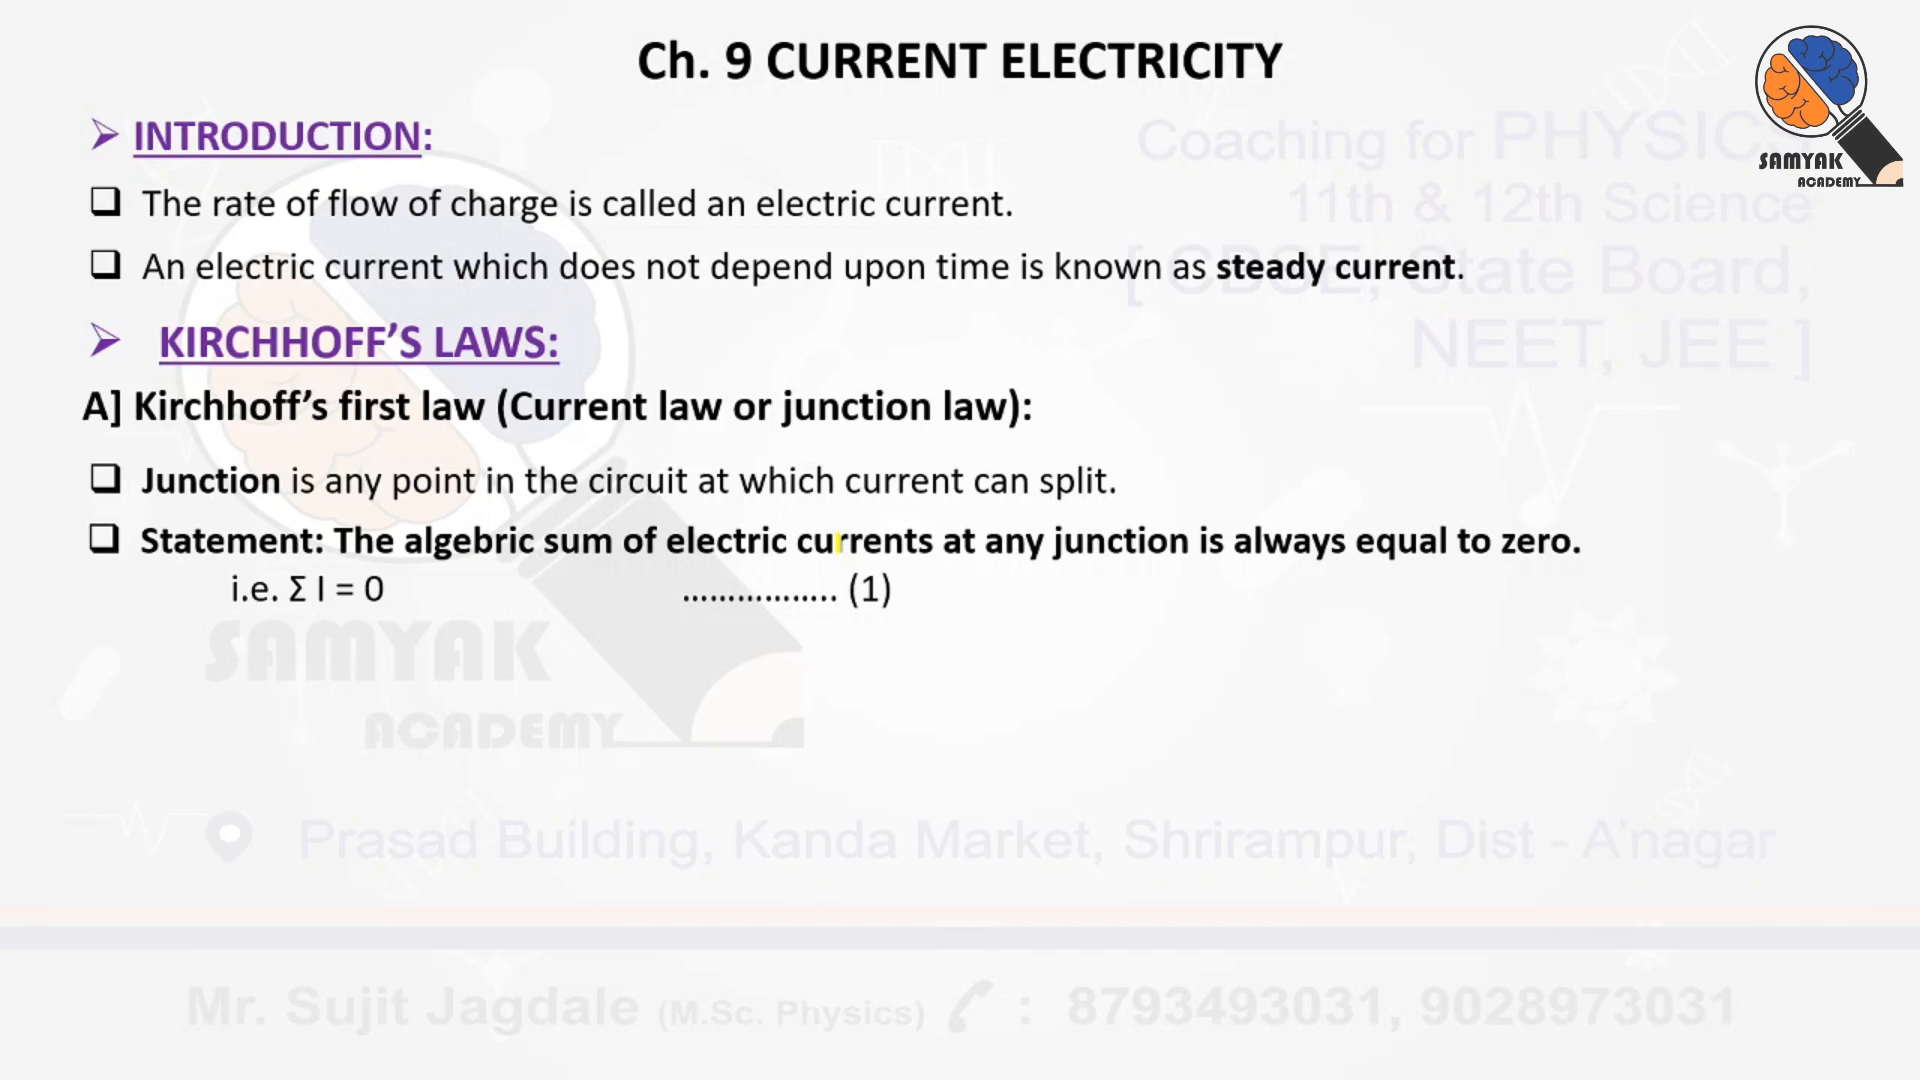 Ch. 9 CURRENT ELECTRICITY
SAMYAK
ACADEMY
➢ INTRODUCTION:
Coaching for PHYSIC
❑ The rate of flow of charge is called an electric current.
11th & 12th Science
❑ An electric current which does not depend upon time is known as steady current.
[ CBSE, State Board,
➢ KIRCHHOFF’S LAWS:
NEET, JEE ]
A] Kirchhoff’s first law (Current law or junction law):
❑ Junction is any point in the circuit at which current can split.
❑ Statement: The algebric sum of electric currents at any junction is always equal to zero.
i.e. Σ I = 0 …………….. (1)
SAMYAK
ACADEMY
Prasad Building, Kanda Market, Shrirampur, Dist - A'nagar
Mr. Sujit Jagdale (M.Sc. Physics) : 8793493031, 9028973031